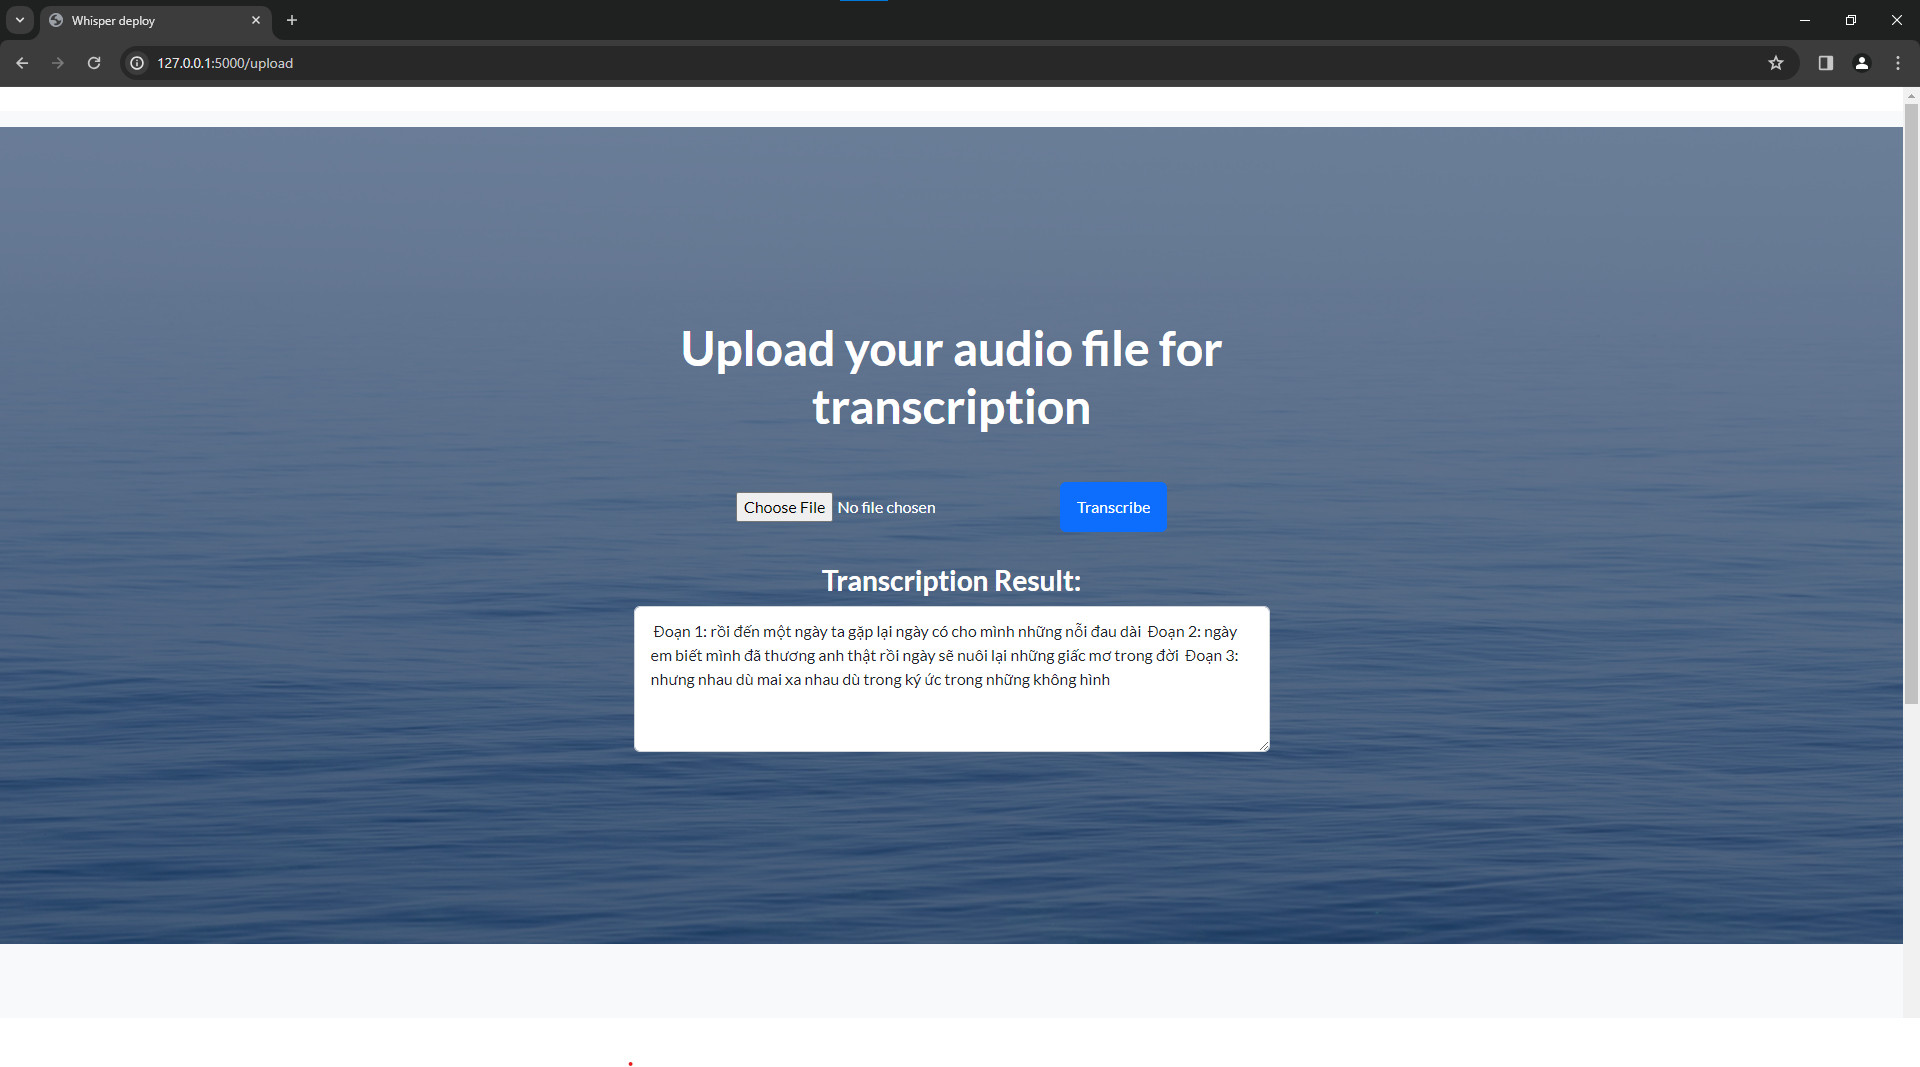 Whisper deploy
127.0.0.1:5000/upload
Upload your audio file for
transcription
Choose File No file chosen
Transcribe
Transcription Result:
Đoạn 1: rồi đến một ngày ta gặp lại ngày có cho mình những nỗi đau dài Đoạn 2: ngày
em biết mình đã thương anh thật rồi ngày sẽ nuôi lại những giấc mơ trong đời Đoạn 3:
nhưng nhau dù mai xa nhau dù trong ký ức trong những không hình